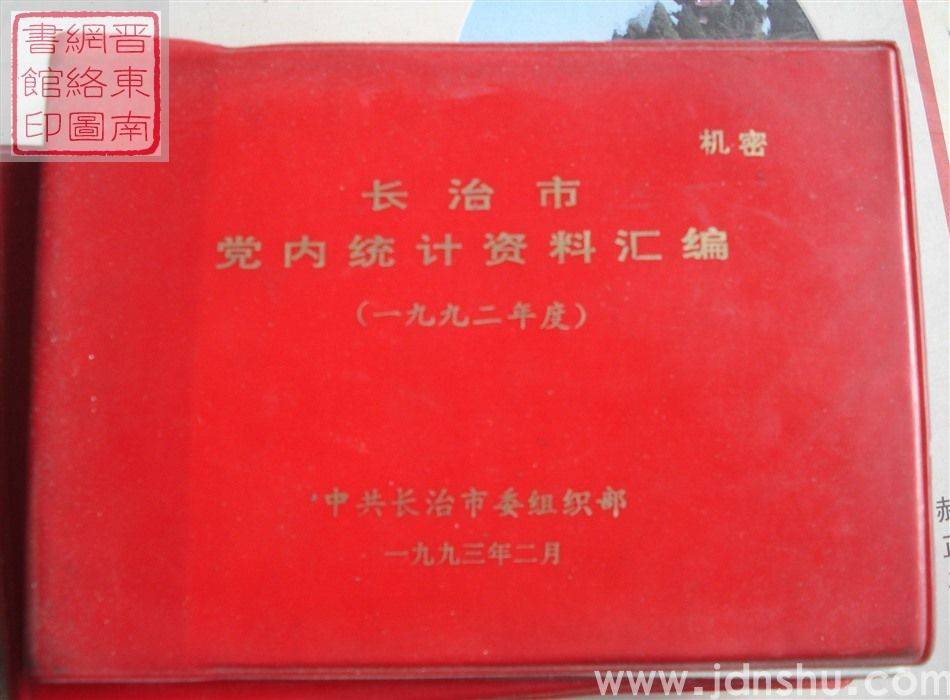 晋東南
網絡圖
書館印
机密
长治市
党内统计资料汇编
（一九九二年度）
中共长治市委组织部
一九九三年二月
www.jdnshu.com